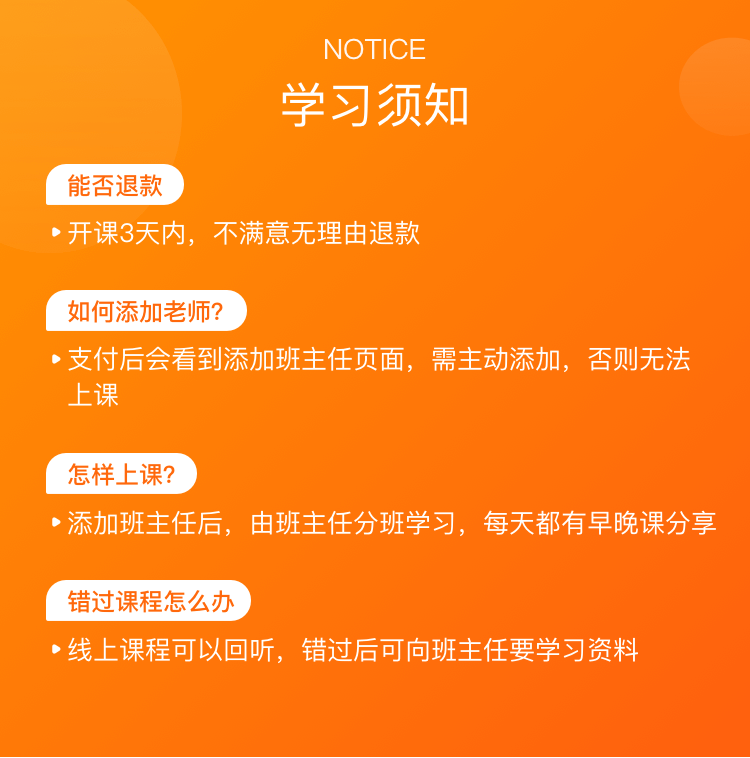 NOTICE
学习须知
能否退款
开课3天内，不满意无理由退款
如何添加老师?
支付后会看到添加班主任页面，需主动添加，否则无法
上课
怎样上课?
添加班主任后，由班主任分班学习，每天都有早晚课分享
错过课程怎么办
线上课程可以回听，错过后可向班主任要学习资料